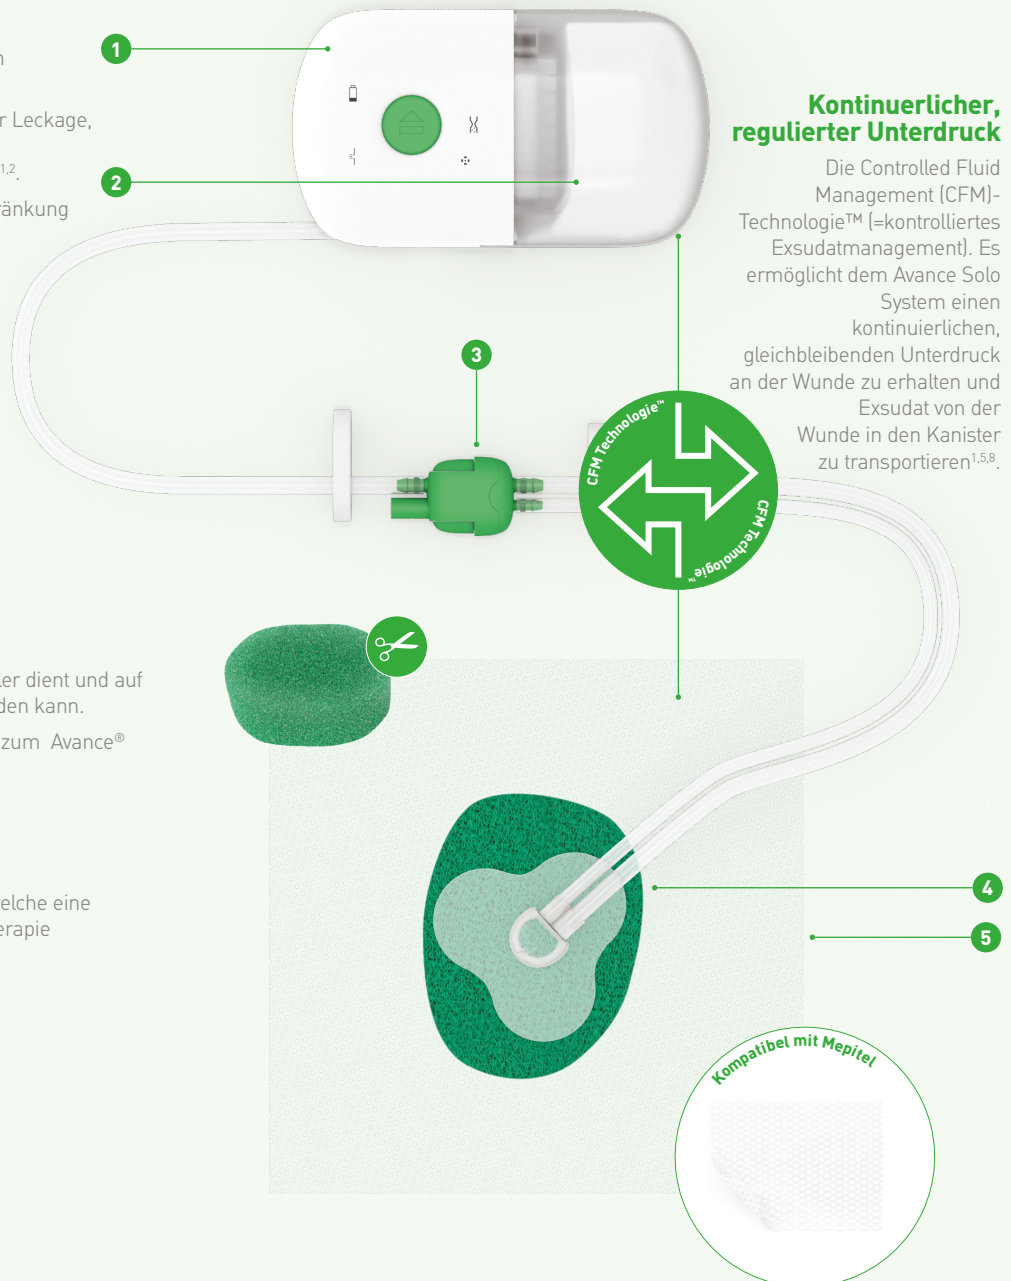 1
r Leckage,
1,2.
2
ränkung
Kontinuerlicher,
regulierter Unterdruck
Die Controlled Fluid
Management (CFM)-
Technologie™ (=kontrolliertes
Exsudatmanagement). Es
ermöglicht dem Avance Solo
System einen
kontinuierlichen,
gleichbleibenden Unterdruck
an der Wunde zu erhalten und
Exsudat von der
Wunde in den Kanister
zu transportieren1,5,8.
3
CFM Technologie™
CFM Technologie™
ler dient und auf
den kann.
zum Avance®
velche eine
erapie
4
5
Kompatibel mit Mepitel